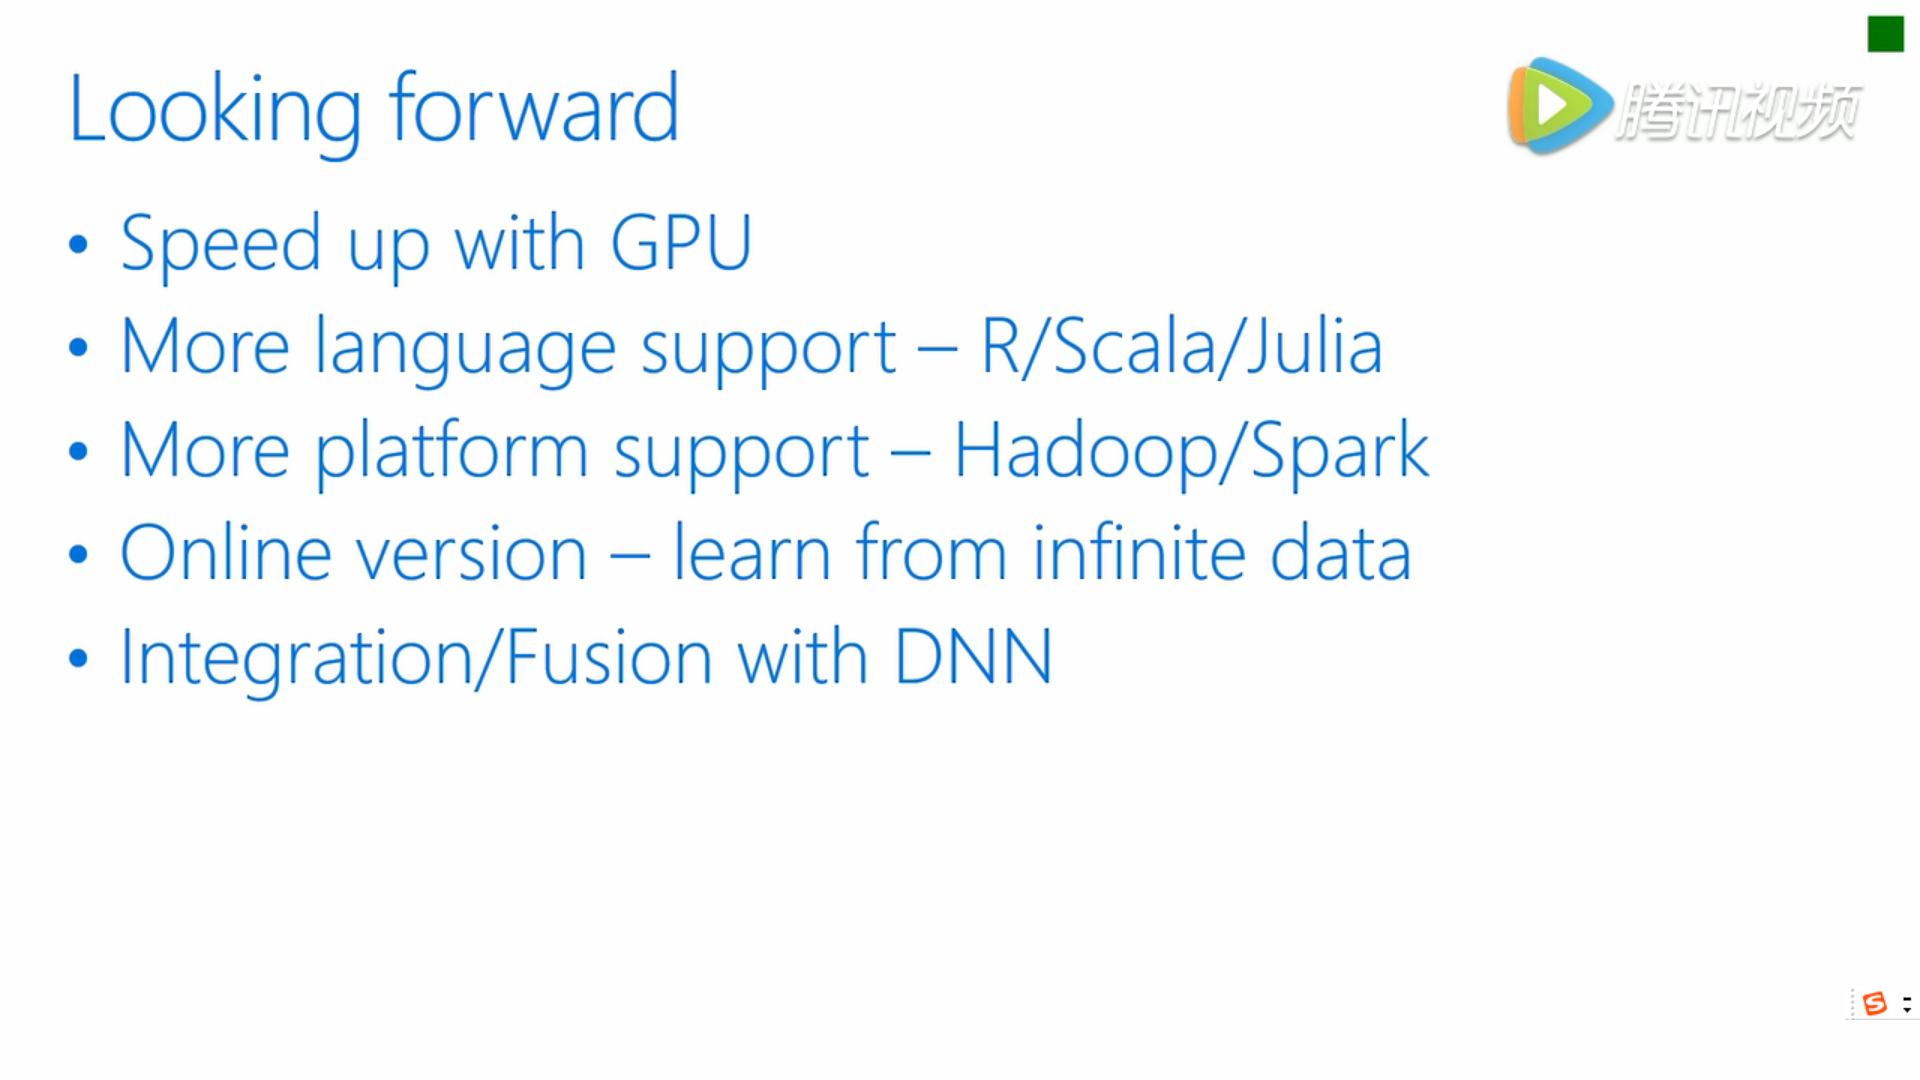 Looking forward
腾讯视频
• Speed up with GPU
• More language support – R/Scala/Julia
• More platform support – Hadoop/Spark
• Online version – learn from infinite data
• Integration/Fusion with DNN
S